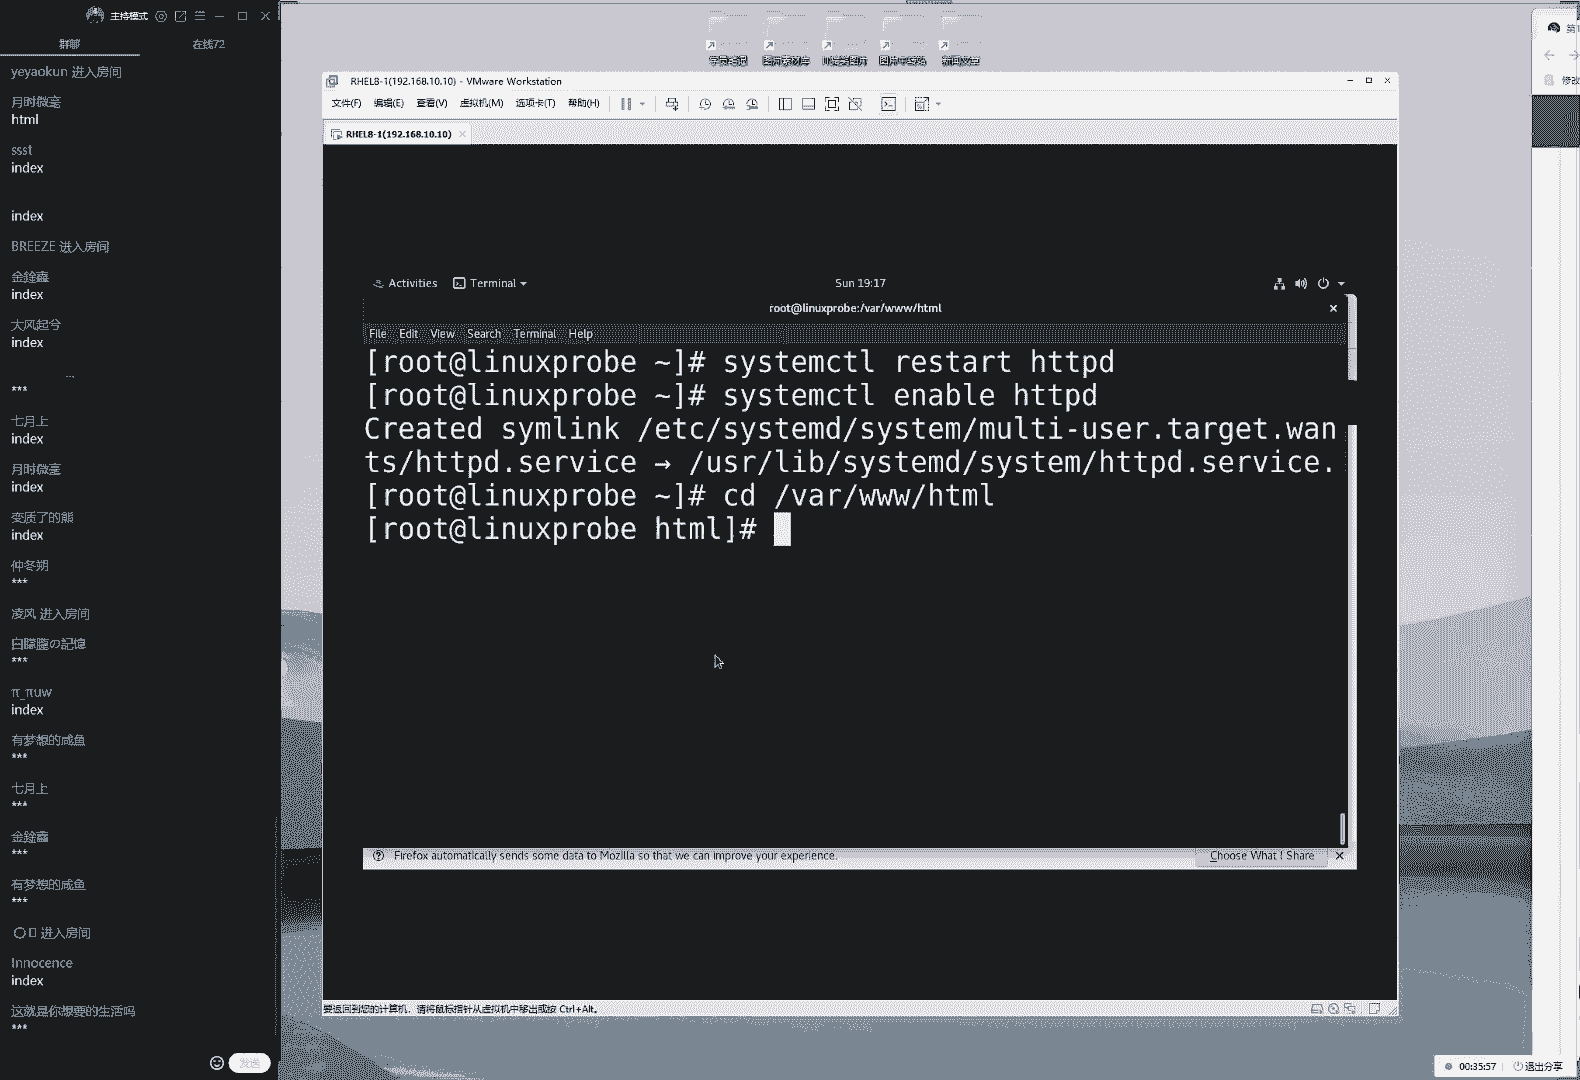 主持模式
群聊
在线72
yeyaokun 进入房间
月时微寔
html
ssst
index
index
BREEZE 进入房间
金銓鑫
index
大风起兮
index
...
***
七月上
index
月时微寔
index
变质了的熊
index
仲冬朔
***
凌风 进入房间
白朦朧の記憶
***
π_πuw
index
有梦想的咸鱼
***
七月上
***
金銓鑫
***
有梦想的咸鱼
***
进入房间
Innocence
index
这就是你想要的生活吗
***
发送
RHEL8-1(192.168.10.10) - VMware Workstation
文件(F) 编辑(E) 查看(V) 虚拟机(M) 选项卡(T) 帮助(H)
RHEL8-1(192.168.10.10)
Activities Terminal Sun 19:17
root@linuxprobe:/var/www/html
File Edit View Search Terminal Help
[root@linuxprobe ~]# systemctl restart httpd
[root@linuxprobe ~]# systemctl enable httpd
Created symlink /etc/systemd/system/multi-user.target.wan
ts/httpd.service → /usr/lib/systemd/system/httpd.service.
[root@linuxprobe ~]# cd /var/www/html
[root@linuxprobe html]#
Firefox automatically sends some data to Mozilla so that we can improve your experience.
Choose What I Share
要返回到您的计算机，请将鼠标指针从虚拟机中移出或按 Ctrl+Alt。
第1
修改
00:35:57
退出分享